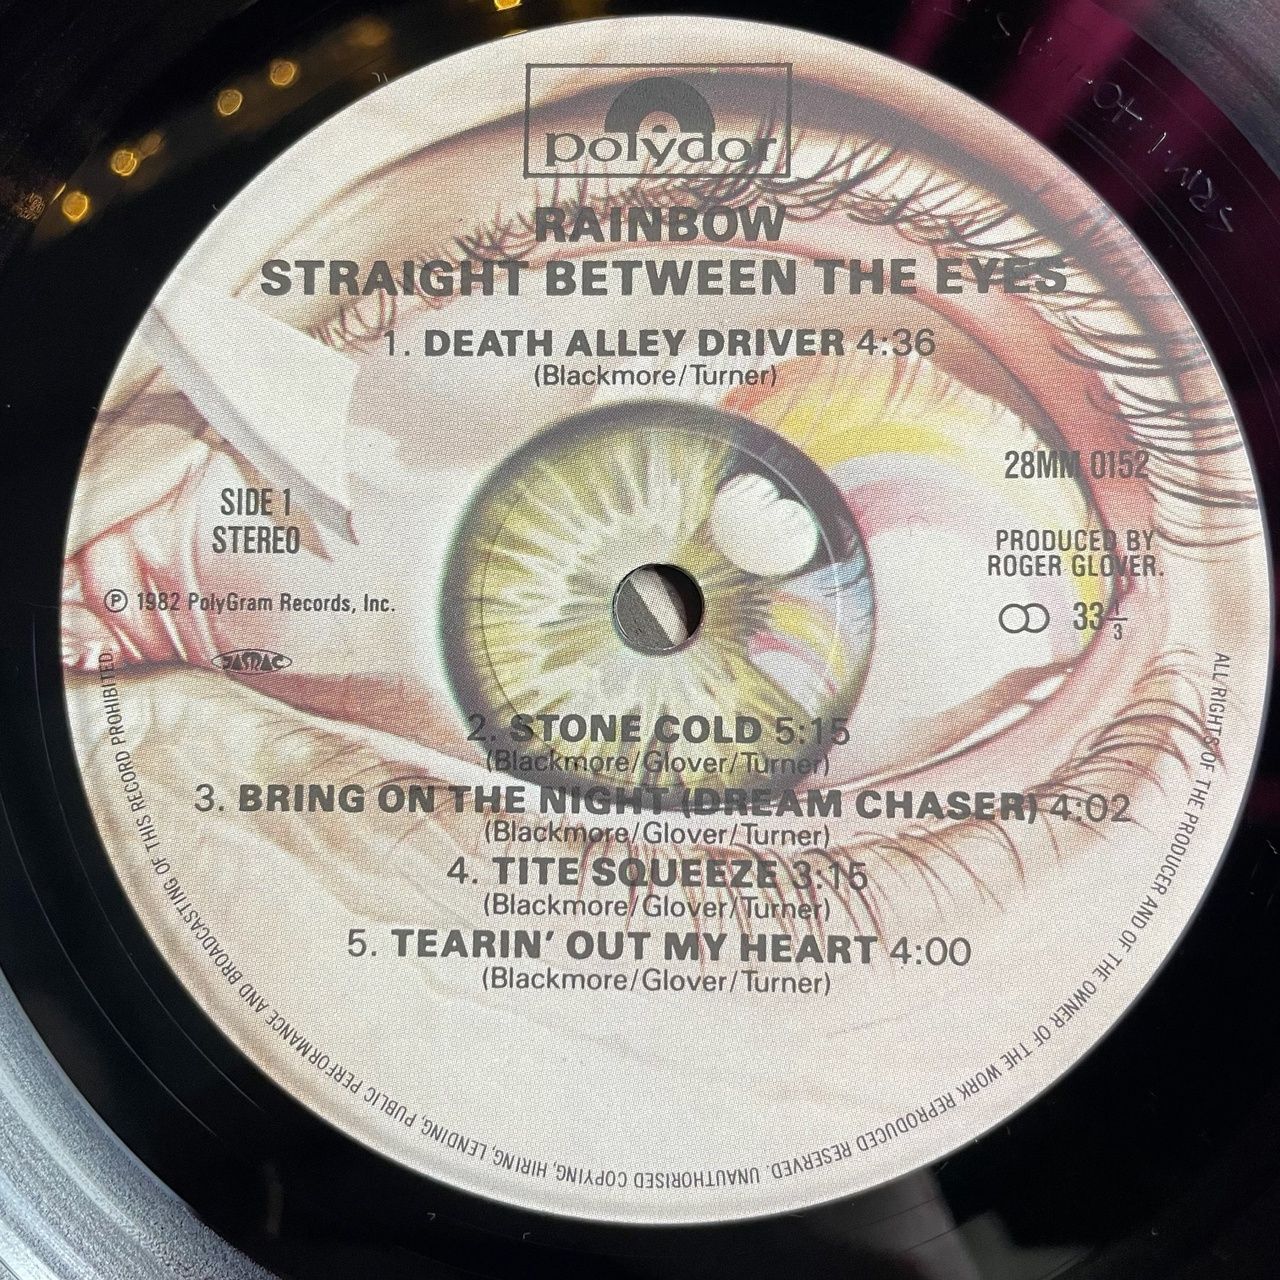 polydor
RAINBOW
STRAIGHT BETWEEN THE EYES
1. DEATH ALLEY DRIVER 4:36
(Blackmore/Turner)
28MM 0152
SIDE 1
STEREO
PRODUCED BY
ROGER GLOVER.
Ⓟ 1982 PolyGram Records, Inc.
33 1/3
JASRAC
2. STONE COLD 5:15
(Blackmore/Glover/Turner)
3. BRING ON THE NIGHT (DREAM CHASER) 4:02
(Blackmore/Glover/Turner)
4. TITE SQUEEZE 3:15
(Blackmore/Glover/Turner)
5. TEARIN' OUT MY HEART 4:00
(Blackmore/Glover/Turner)
ALL RIGHTS OF THE PRODUCER AND OF THE OWNER OF THE WORK REPRODUCED RESERVED. UNAUTHORISED COPYING, HIRING, LENDING, PUBLIC PERFORMANCE AND BROADCASTING OF THIS RECORD PROHIBITED.